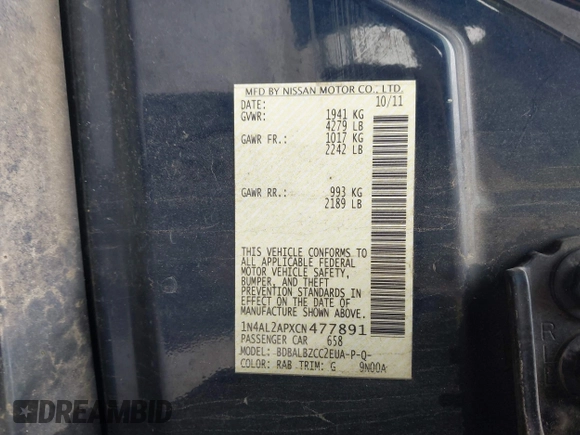 MFD BY NISSAN MOTOR CO., LTD.
DATE: 10/11
GVWR: 1941 KG
4279 LB
GAWR FR.: 1017 KG
2242 LB
GAWR RR.: 993 KG
2189 LB
THIS VEHICLE CONFORMS TO
ALL APPLICABLE FEDERAL
MOTOR VEHICLE SAFETY,
BUMPER, AND THEFT
PREVENTION STANDARDS IN
EFFECT ON THE DATE OF
MANUFACTURE SHOWN ABOVE.
1N4AL2APXCN477891
PASSENGER CAR 658
MODEL: BDBALBZCC2EUA-P-Q-
COLOR: RAB TRIM: G 9N00A
DREAMBID